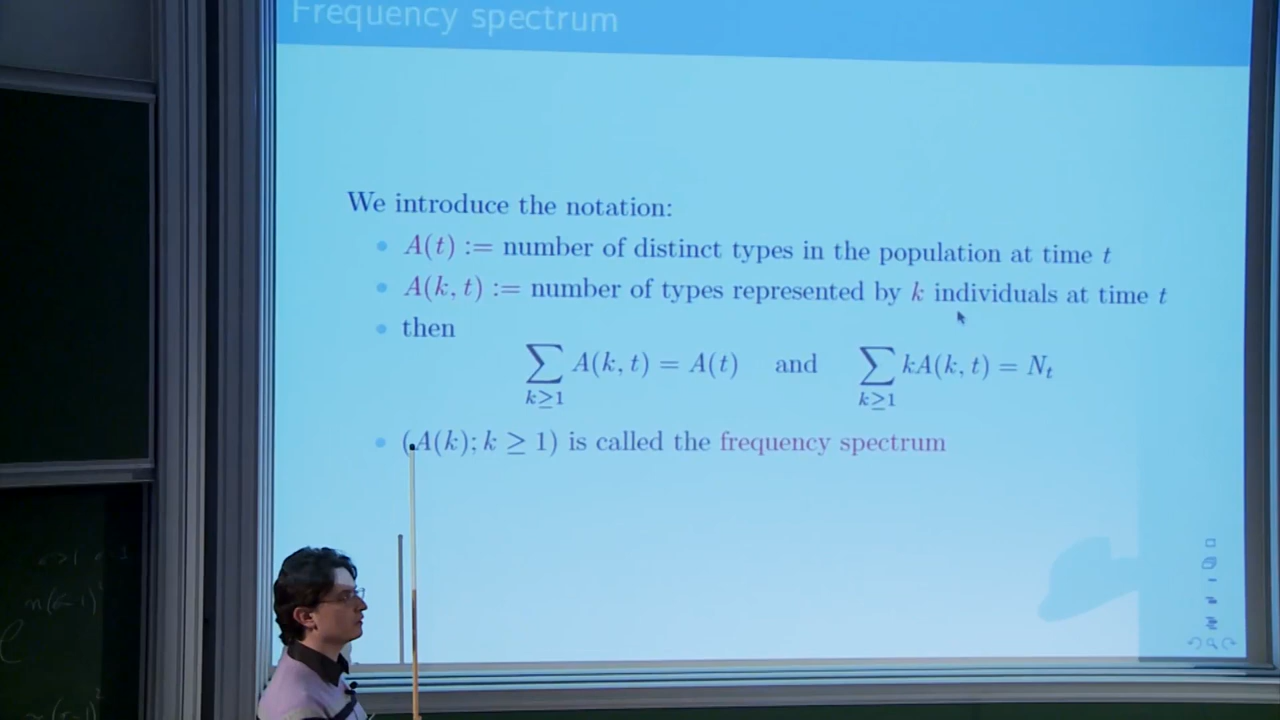 Frequency spectrum
We introduce the notation:
• A(t) := number of distinct types in the population at time t
• A(k, t) := number of types represented by k individuals at time t
• then
∑_{k≥1} A(k, t) = A(t) and ∑_{k≥1} kA(k, t) = N_t
• (A(k); k ≥ 1) is called the frequency spectrum